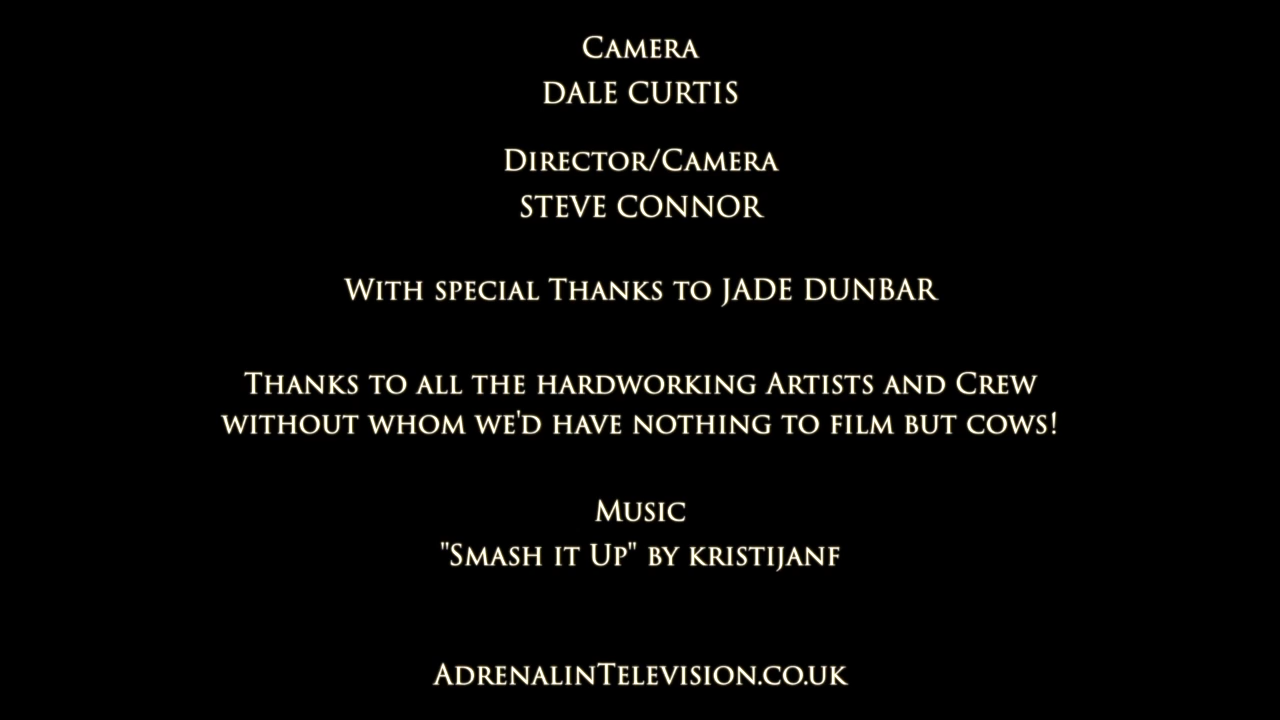 Camera
DALE CURTIS
Director/Camera
STEVE CONNOR
With special Thanks to JADE DUNBAR
Thanks to all the hardworking Artists and Crew
without whom we'd have nothing to film but cows!
Music
"Smash it Up" by kristijanf
AdrenalinTelevision.co.uk